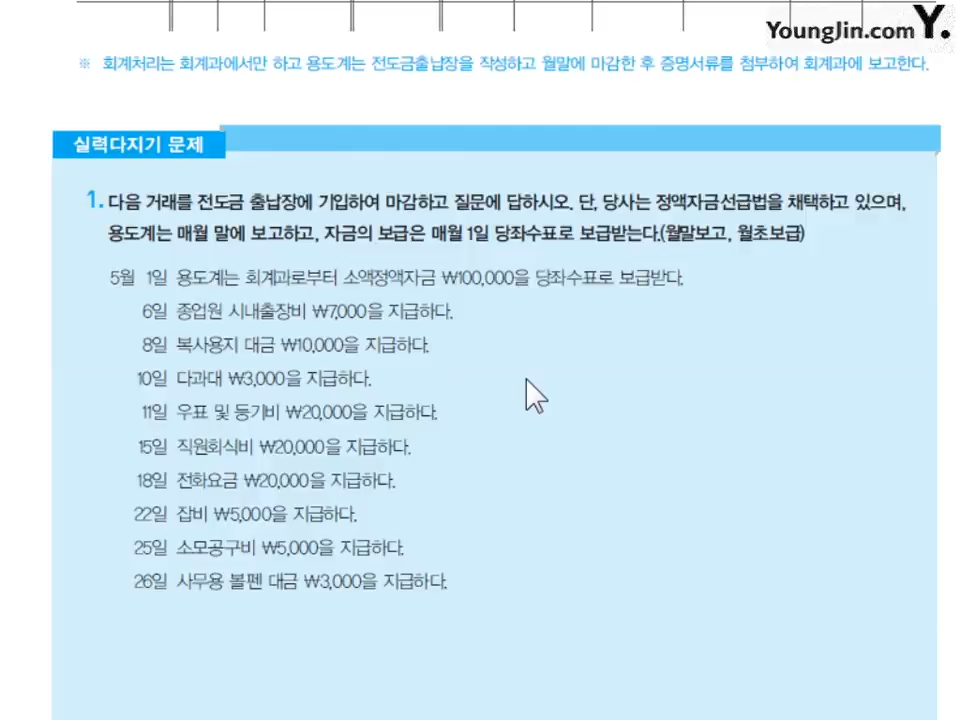 YoungJin.com Y.
※ 회계처리는 회계과에서만 하고 용도계는 전도금출납장을 작성하고 월말에 마감한 후 증명서류를 첨부하여 회계과에 보고한다.
실력다지기 문제
1. 다음 거래를 전도금 출납장에 기입하여 마감하고 질문에 답하시오. 단, 당사는 정액자금선급법을 채택하고 있으며,
용도계는 매월 말에 보고하고, 자금의 보급은 매월 1일 당좌수표로 보급받는다.(월말보고, 월초보급)
5월 1일 용도계는 회계과로부터 소액정액자금 ₩100,000을 당좌수표로 보급받다.
6일 종업원 시내출장비 ₩7,000을 지급하다.
8일 복사용지 대금 ₩10,000을 지급하다.
10일 다과대 ₩3,000을 지급하다.
11일 우표 및 등기비 ₩20,000을 지급하다.
15일 직원회식비 ₩20,000을 지급하다.
18일 전화요금 ₩20,000을 지급하다.
22일 잡비 ₩5,000을 지급하다.
25일 소모공구비 ₩5,000을 지급하다.
26일 사무용 볼펜 대금 ₩3,000을 지급하다.